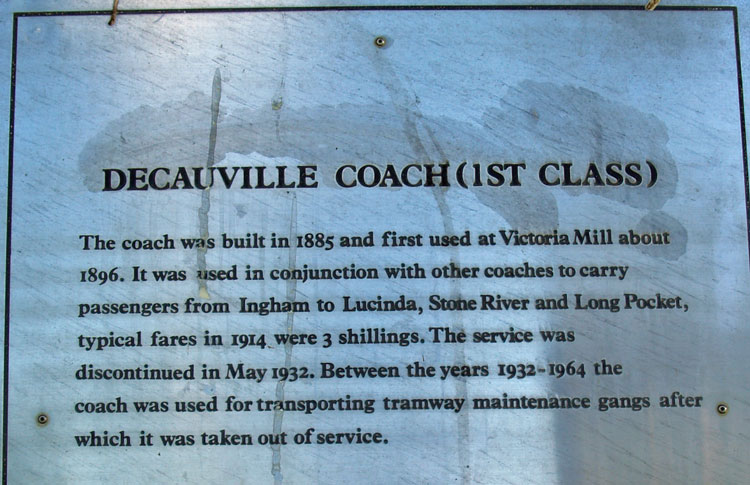 DECAUVILLE COACH (1ST CLASS)
The coach was built in 1885 and first used at Victoria Mill about
1896. It was used in conjunction with other coaches to carry
passengers from Ingham to Lucinda, Stone River and Long Pocket,
typical fares in 1914 were 3 shillings. The service was
discontinued in May 1932. Between the years 1932-1964 the
coach was used for transporting tramway maintenance gangs after
which it was taken out of service.